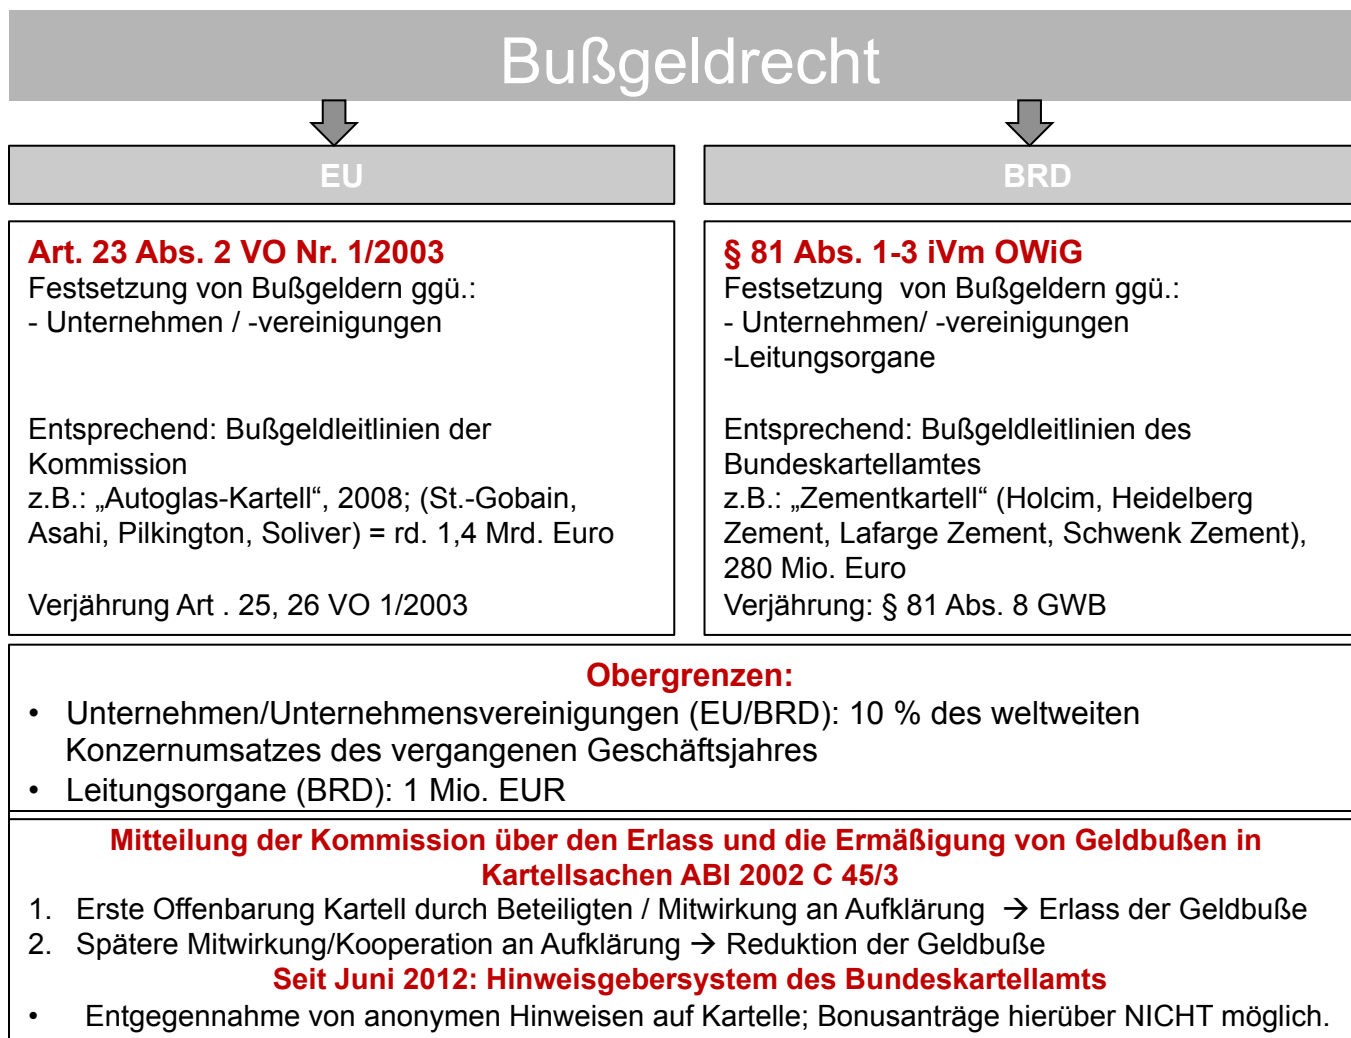 Bußgeldrecht
EU
Art. 23 Abs. 2 VO Nr. 1/2003
Festsetzung von Bußgeldern ggü.:
- Unternehmen / -vereinigungen
Entsprechend: Bußgeldleitlinien der
Kommission
z.B.: „Autoglas-Kartell“, 2008; (St.-Gobain,
Asahi, Pilkington, Soliver) = rd. 1,4 Mrd. Euro
Verjährung Art . 25, 26 VO 1/2003
BRD
§ 81 Abs. 1-3 iVm OWiG
Festsetzung von Bußgeldern ggü.:
- Unternehmen/ -vereinigungen
-Leitungsorgane
Entsprechend: Bußgeldleitlinien des
Bundeskartellamtes
z.B.: „Zementkartell“ (Holcim, Heidelberg
Zement, Lafarge Zement, Schwenk Zement),
280 Mio. Euro
Verjährung: § 81 Abs. 8 GWB
Obergrenzen:
• Unternehmen/Unternehmensvereinigungen (EU/BRD): 10 % des weltweiten
Konzernumsatzes des vergangenen Geschäftsjahres
• Leitungsorgane (BRD): 1 Mio. EUR
Mitteilung der Kommission über den Erlass und die Ermäßigung von Geldbußen in
Kartellsachen ABl 2002 C 45/3
1. Erste Offenbarung Kartell durch Beteiligten / Mitwirkung an Aufklärung → Erlass der Geldbuße
2. Spätere Mitwirkung/Kooperation an Aufklärung → Reduktion der Geldbuße
Seit Juni 2012: Hinweisgebersystem des Bundeskartellamts
• Entgegennahme von anonymen Hinweisen auf Kartelle; Bonusanträge hierüber NICHT möglich.